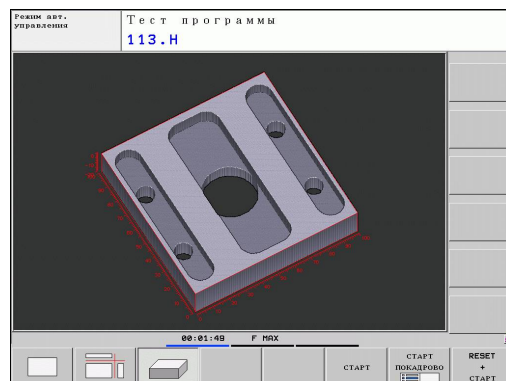 Режим авт.
управления
Тест программы
113.H
00:01:49 F MAX
СТАРТ
СТАРТ
ПОКАДРОВО
RESET
+
СТАРТ